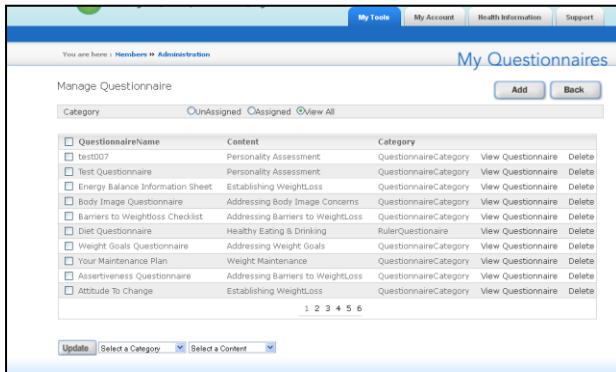 My Tools My Account Health Information Support
You are here : Members » Administration
My Questionnaires
Manage Questionnaire Add Back
Category UnAssigned Assigned View All
QuestionnaireName Content Category
test007 Personality Assessment QuestionnaireCategory View Questionnaire Delete
Test Questionnaire Personality Assessment QuestionnaireCategory View Questionnaire Delete
Energy Balance Information Sheet Establishing WeightLoss QuestionnaireCategory View Questionnaire Delete
Body Image Questionnaire Addressing Body Image Concerns QuestionnaireCategory View Questionnaire Delete
Barriers to Weightloss Checklist Addressing Barriers to WeightLoss QuestionnaireCategory View Questionnaire Delete
Diet Questionnaire Healthy Eating & Drinking RulerQuestionaire View Questionnaire Delete
Weight Goals Questionnaire Addressing Weight Goals QuestionnaireCategory View Questionnaire Delete
Your Maintenance Plan Weight Maintenance QuestionnaireCategory View Questionnaire Delete
Assertiveness Questionnaire Addressing Barriers to WeightLoss QuestionnaireCategory View Questionnaire Delete
Attitude To Change Establishing WeightLoss QuestionnaireCategory View Questionnaire Delete
1 2 3 4 5 6
Update Select a Category Select a Content